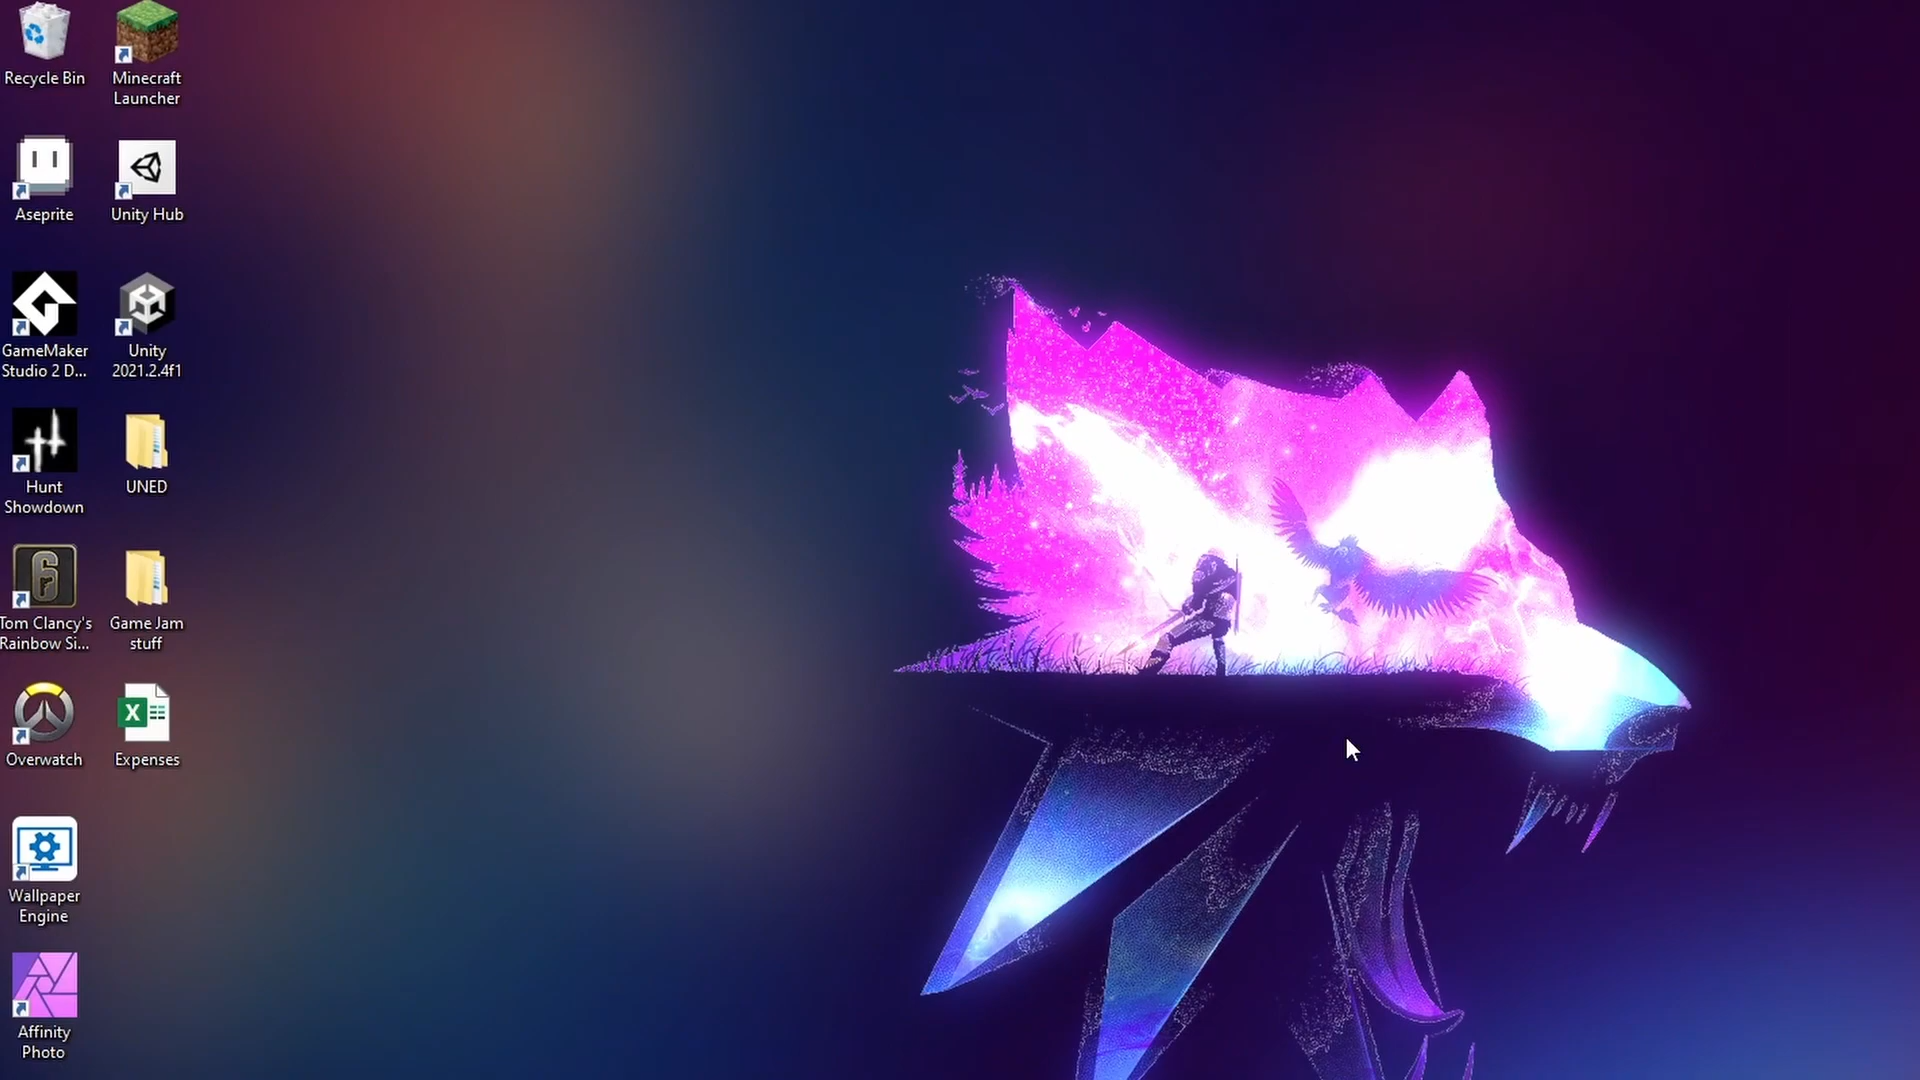 Recycle Bin
Minecraft
Launcher
Aseprite
Unity Hub
GameMaker
Studio 2 D...
Unity
2021.2.4f1
Hunt
Showdown
UNED
Tom Clancy's
Rainbow Si...
Game Jam
stuff
Overwatch
Expenses
Wallpaper
Engine
Affinity
Photo